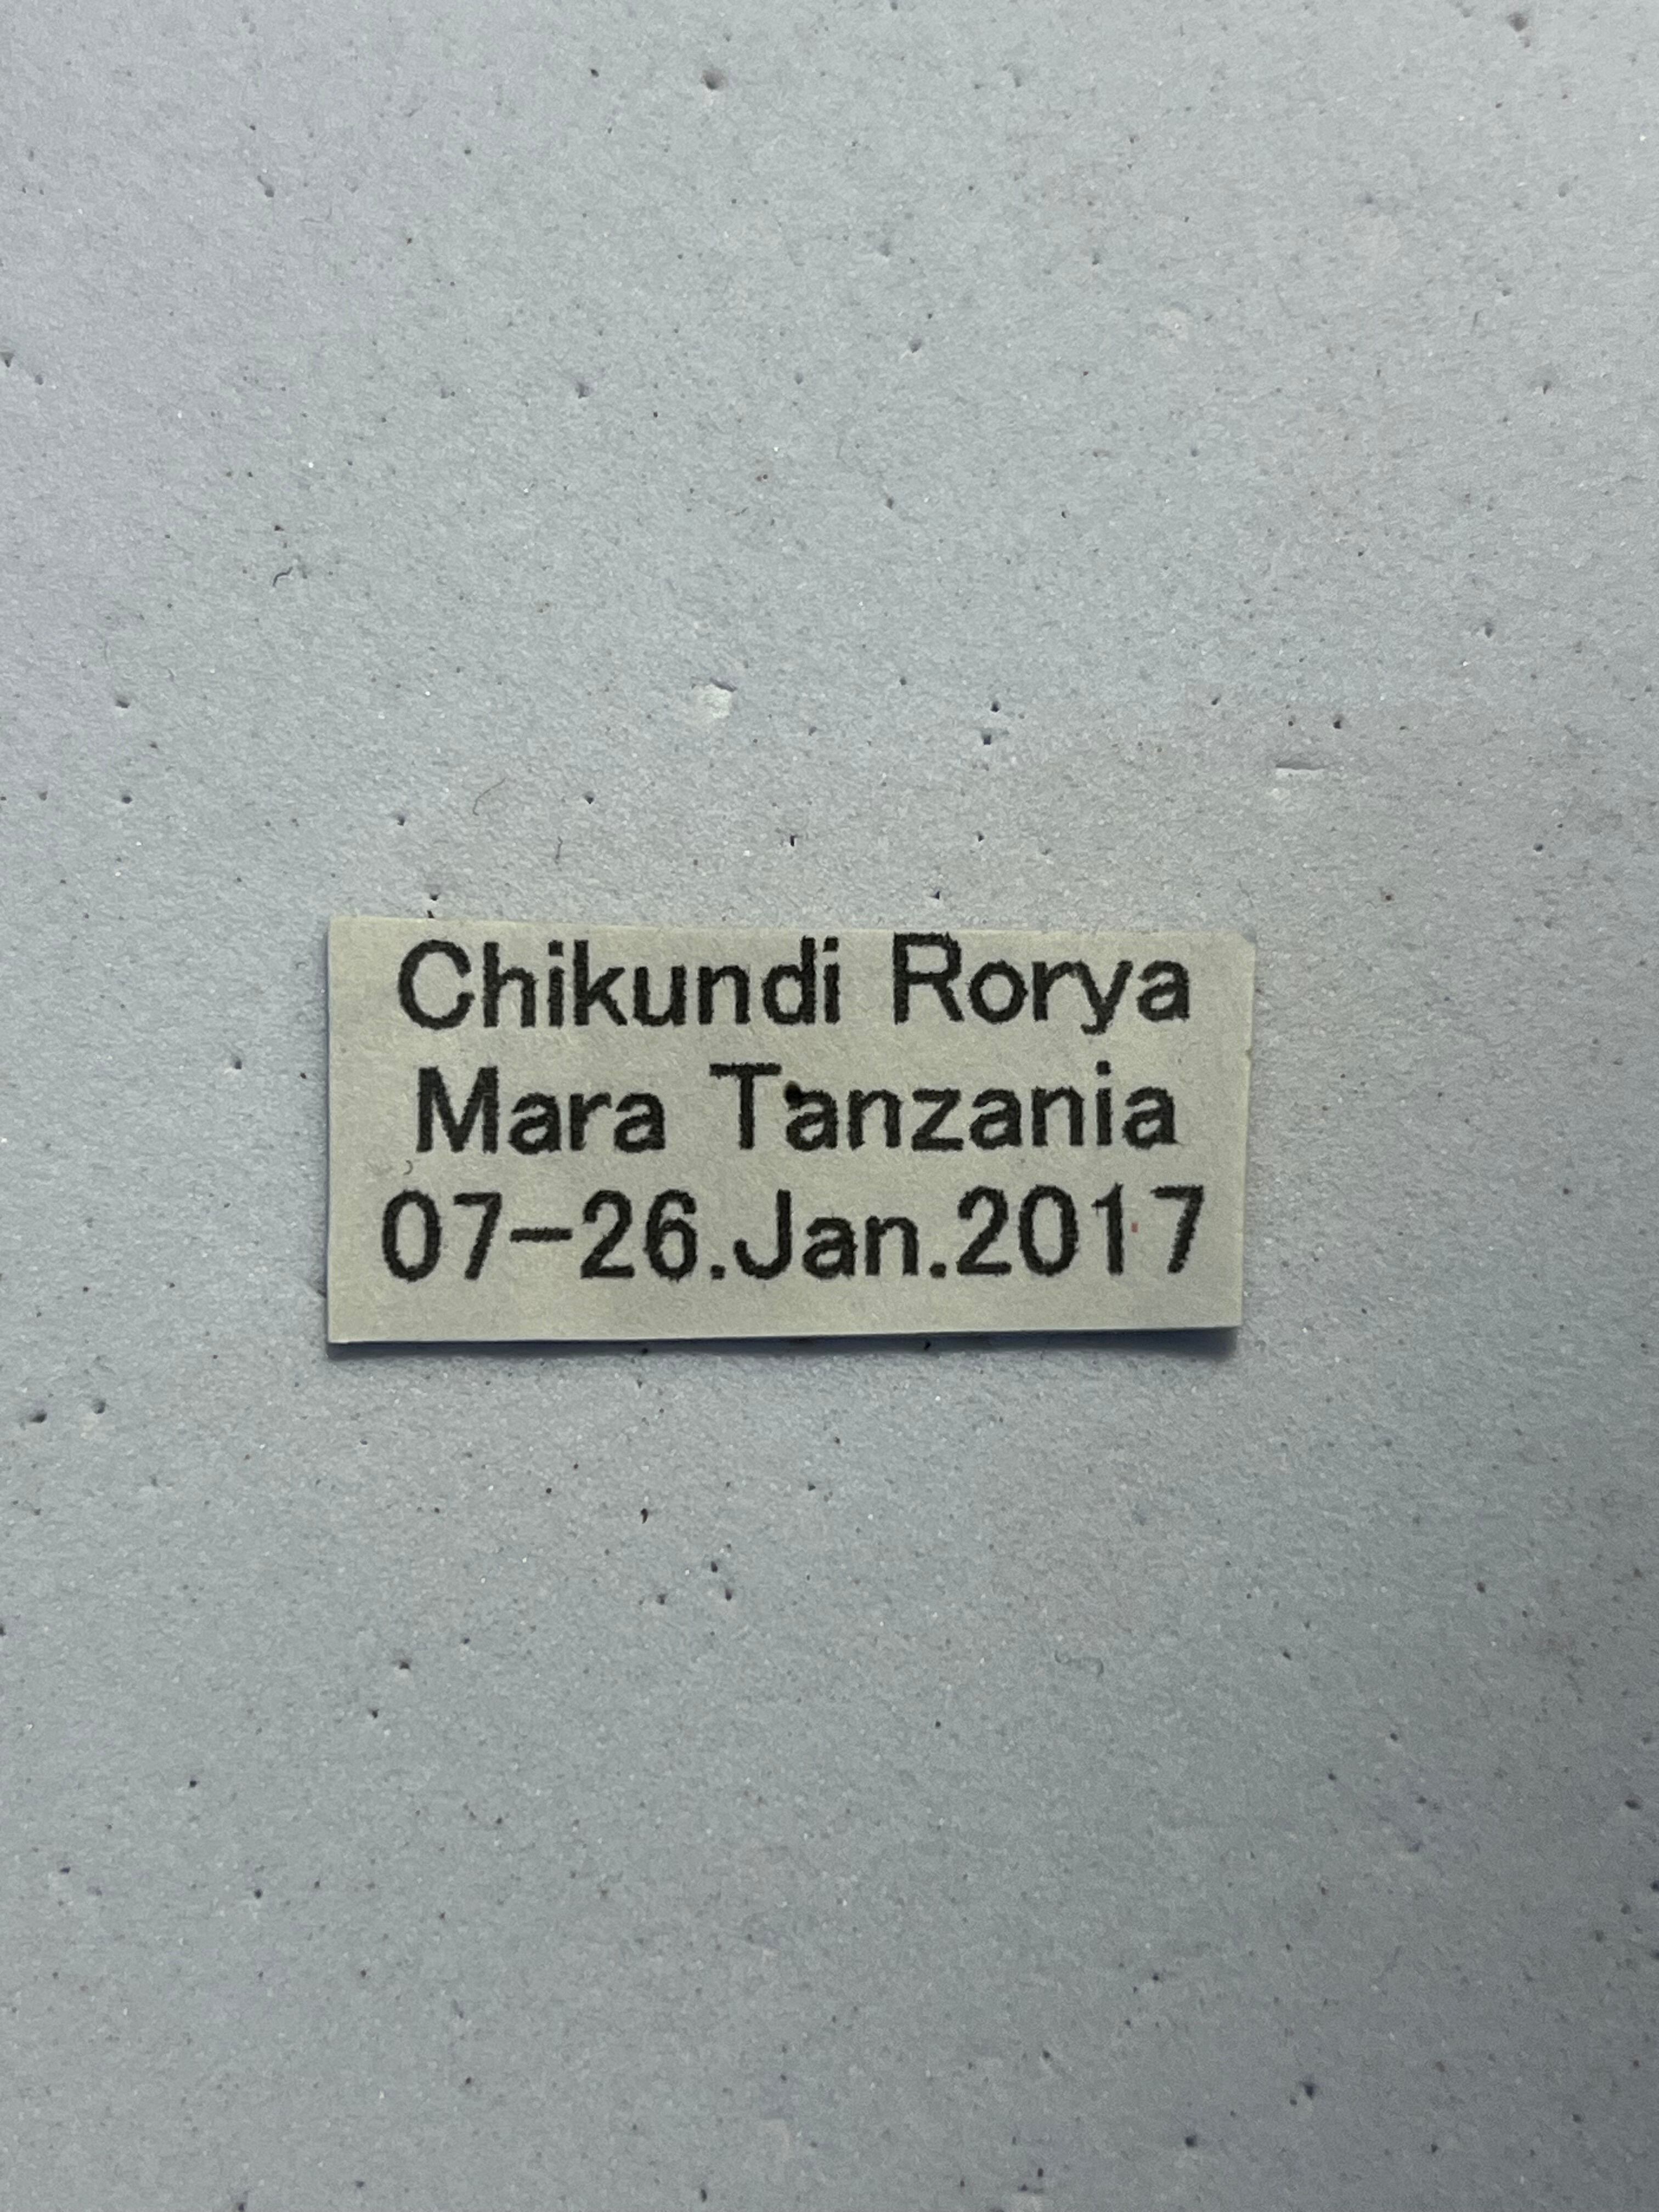 Chikundi Rorya
Mara Tanzania
07-26.Jan.2017